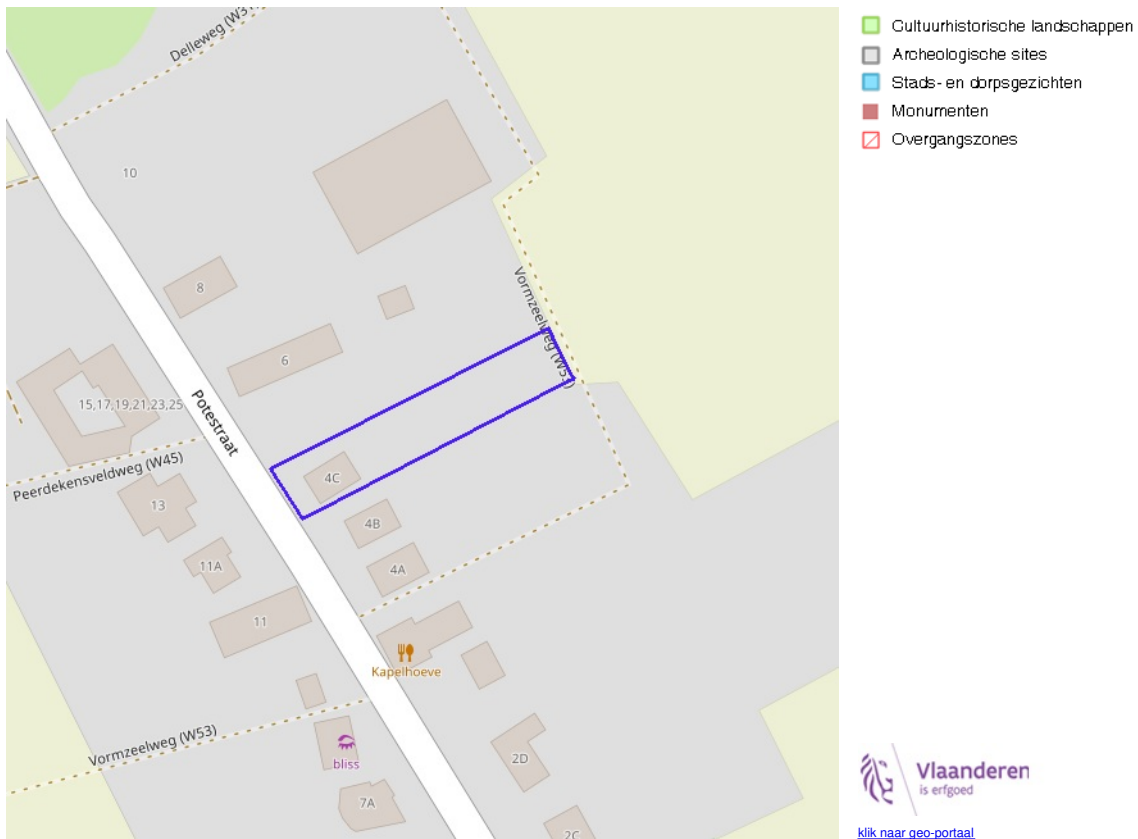 Delleweg (W31
10
8
6
Vormzeelweg (W53)
15,17,19,21,23,25
Potestraat
Peerdekensveldweg (W45)
4C
13
4B
11A
4A
11
Kapelhoeve
Vormzeelweg (W53)
bliss
2D
7A
2C
Cultuurhistorische landschappen
Archeologische sites
Stads- en dorpsgezichten
Monumenten
Overgangszones
Vlaanderen
is erfgoed
klik naar geo-portaal